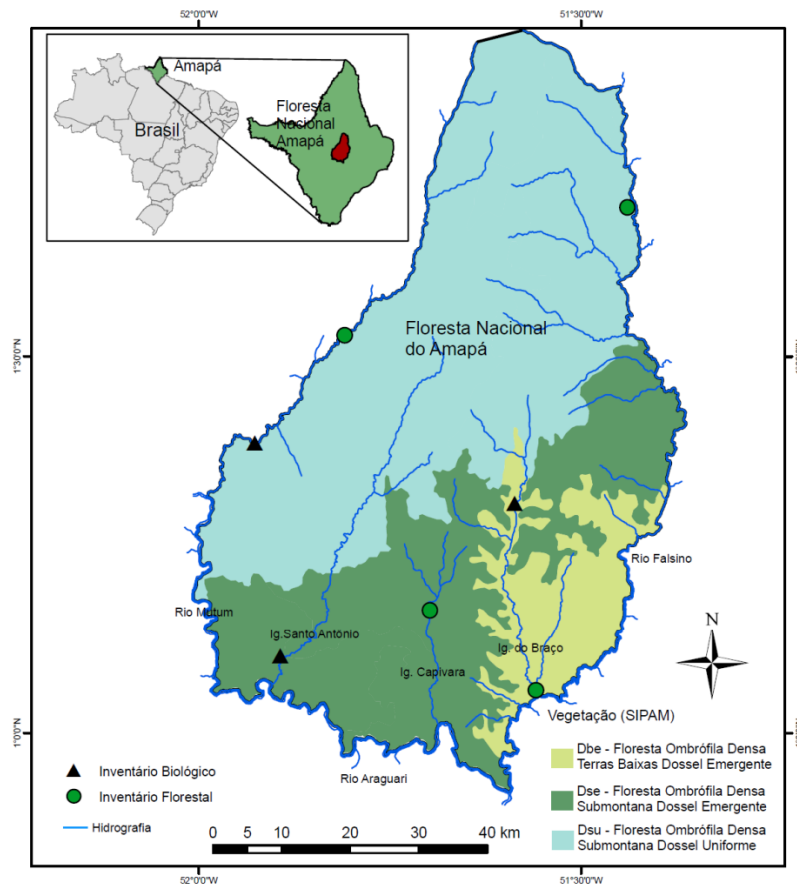 52°0'0"W
51°30'0"W
Amapá
Brasil
Floresta
Nacional
Amapá
Floresta Nacional
do Amapá
1°30'0"N
Rio Falsino
Rio Mutum
Ig.Santo Antônio
Ig. Capivara
Ig. do Braço
N
1°0'0"N
Rio Araguari
Vegetação (SIPAM)
Dbe - Floresta Ombrófila Densa
Terras Baixas Dossel Emergente
Dse - Floresta Ombrófila Densa
Submontana Dossel Emergente
Dsu - Floresta Ombrófila Densa
Submontana Dossel Uniforme
Inventário Biológico
Inventário Florestal
Hidrografia
0 5 10 20 30 40 km
52°0'0"W
51°30'0"W